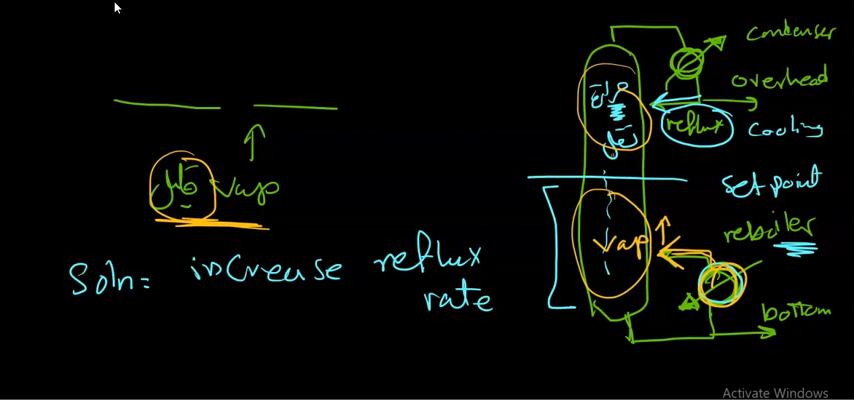 condenser
overhead
reflux
cooling
vap
set point
vap
reboiler
Soln= increase reflux
rate
bottom
Activate Windows